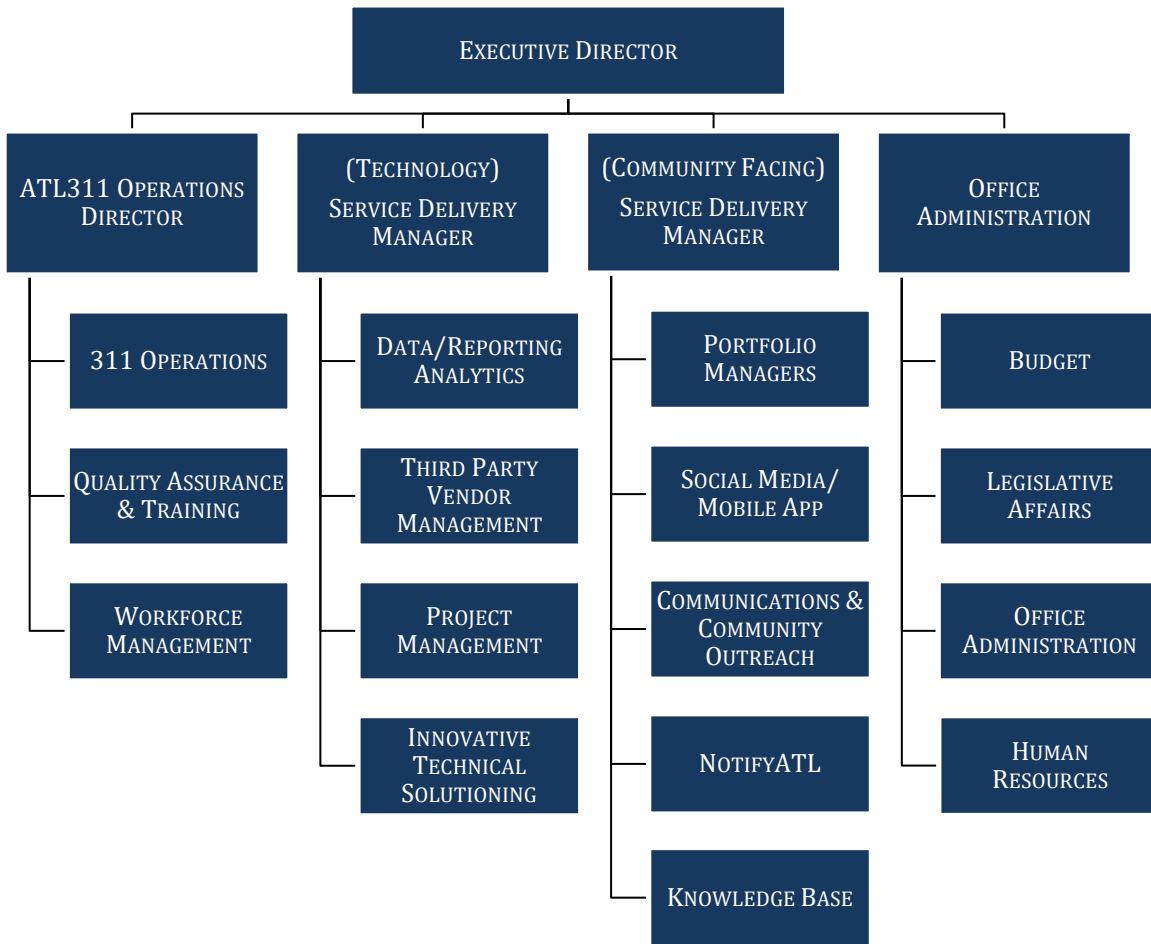 EXECUTIVE DIRECTOR
ATL311 OPERATIONS
DIRECTOR
(TECHNOLOGY)
SERVICE DELIVERY
MANAGER
(COMMUNITY FACING)
SERVICE DELIVERY
MANAGER
OFFICE
ADMINISTRATION
311 OPERATIONS
QUALITY ASSURANCE
& TRAINING
WORKFORCE
MANAGEMENT
DATA/REPORTING
ANALYTICS
THIRD PARTY
VENDOR
MANAGEMENT
PROJECT
MANAGEMENT
INNOVATIVE
TECHNICAL
SOLUTIONING
PORTFOLIO
MANAGERS
SOCIAL MEDIA/
MOBILE APP
COMMUNICATIONS &
COMMUNITY
OUTREACH
NOTIFYATL
KNOWLEDGE BASE
BUDGET
LEGISLATIVE
AFFAIRS
OFFICE
ADMINISTRATION
HUMAN
RESOURCES